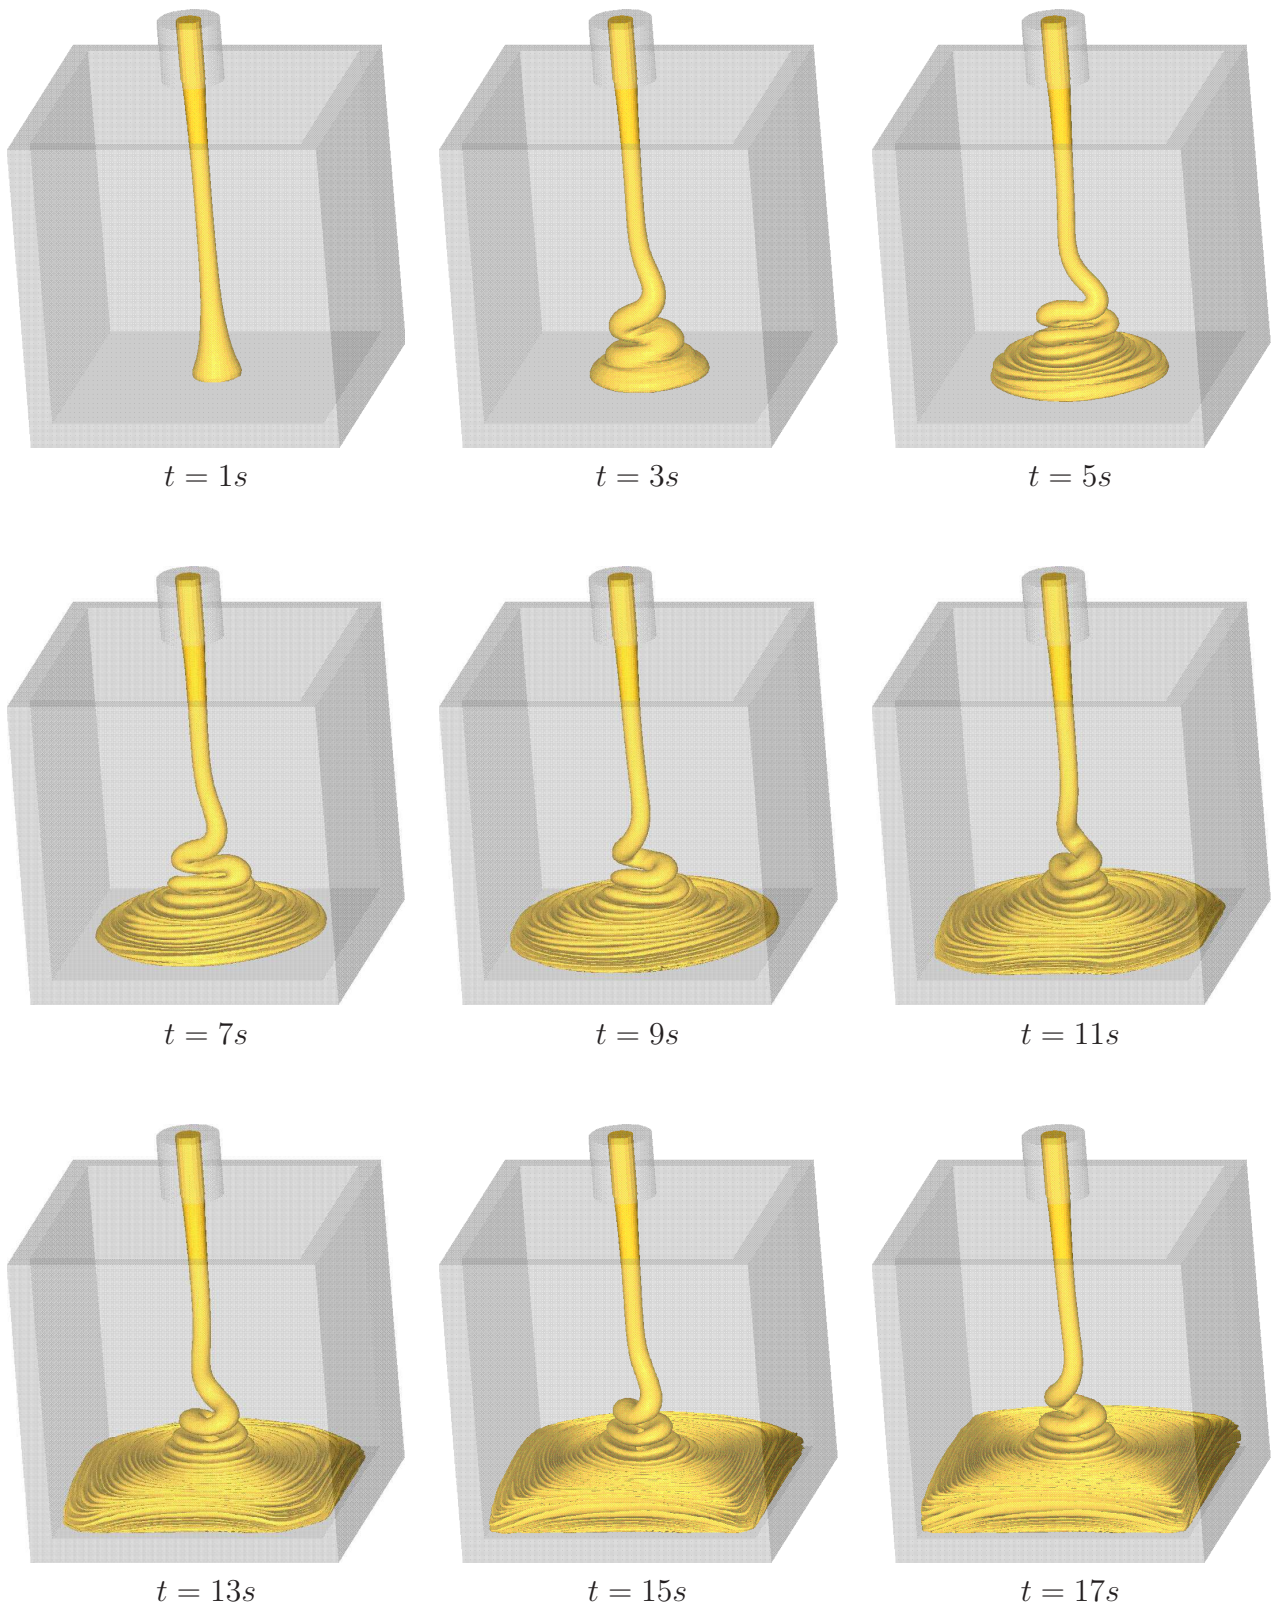 t = 1s
t = 3s
t = 5s
t = 7s
t = 9s
t = 11s
t = 13s
t = 15s
t = 17s